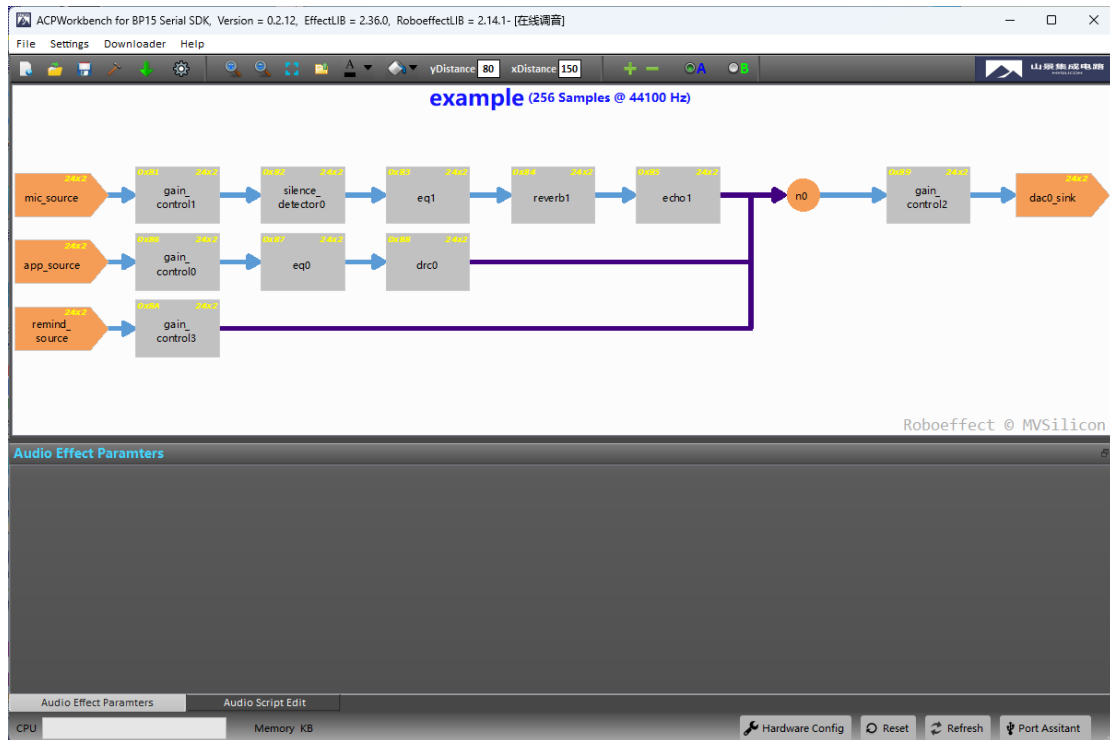 ACPWorkbench for BP15 Serial SDK, Version = 0.2.12, EffectLIB = 2.36.0, RoboeffectLIB = 2.14.1- [在线调音]
File Settings Downloader Help
A yDistance 80 xDistance 150 A B 山景集成电路
MVSILICON
example (256 Samples @ 44100 Hz)
0x81 24x2 0x82 24x2 0x83 24x2 0x84 24x2 0x85 24x2 0x89 24x2
24x2 24x2
mic_source gain_ control1 silence_ detector0 eq1 reverb1 echo1 n0 gain_ control2 dac0_sink
0x86 24x2 0x87 24x2 0x88 24x2
24x2
app_source gain_ control0 eq0 drc0
0x8A 24x2
24x2
remind_ source gain_ control3
Roboeffect © MVSilicon
Audio Effect Paramters
Audio Effect Paramters Audio Script Edit
CPU Memory KB Hardware Config Reset Refresh Port Assitant